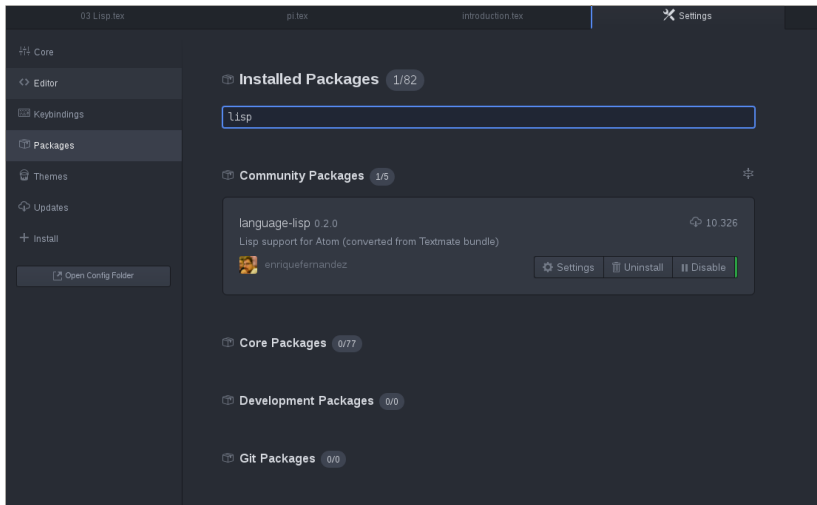 03 Lisp.tex
pi.tex
introduction.tex
Settings
Core
Editor
Keybindings
Packages
Themes
Updates
Install
Open Config Folder
Installed Packages 1/82
lisp
Community Packages 1/5
language-lisp 0.2.0
10.326
Lisp support for Atom (converted from Textmate bundle)
enriquefernandez
Settings
Uninstall
Disable
Core Packages 0/77
Development Packages 0/0
Git Packages 0/0